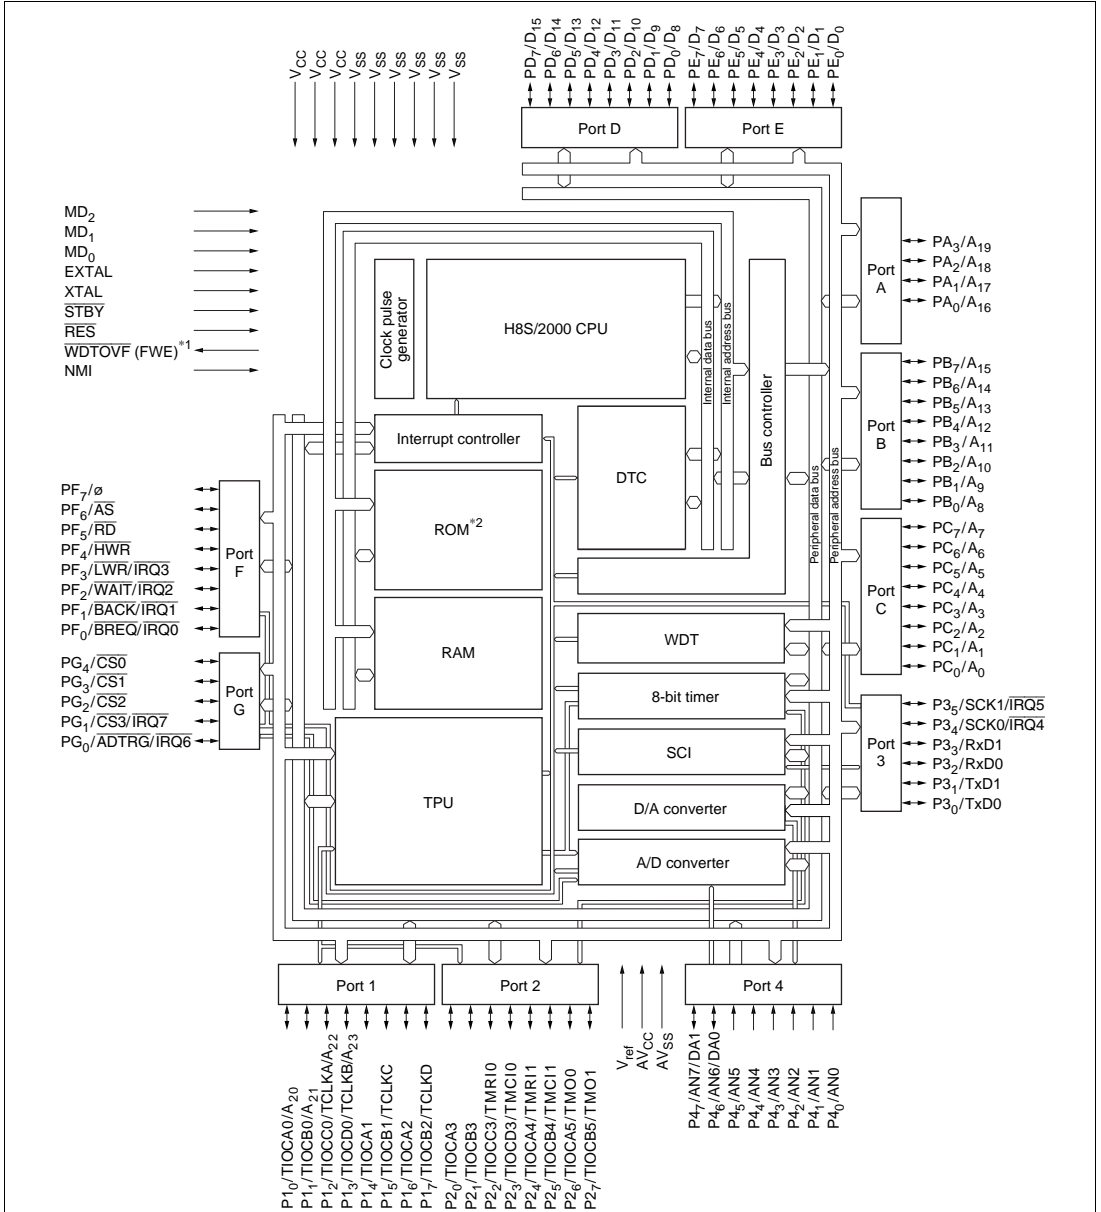 VCC
VCC
VCC
VSS
VSS
VSS
VSS
VSS
VSS
PD7/D15
PD6/D14
PD5/D13
PD4/D12
PD3/D11
PD2/D10
PD1/D9
PD0/D8
PE7/D7
PE6/D6
PE5/D5
PE4/D4
PE3/D3
PE2/D2
PE1/D1
PE0/D0
Port D
Port E
MD2
MD1
MD0
EXTAL
XTAL
STBY
RES
WDTOVF (FWE)*1
NMI
Clock pulse generator
H8S/2000 CPU
Internal data bus
Internal address bus
Bus controller
Port A
PA3/A19
PA2/A18
PA1/A17
PA0/A16
Interrupt controller
DTC
Peripheral data bus
Peripheral address bus
Port B
PB7/A15
PB6/A14
PB5/A13
PB4/A12
PB3/A11
PB2/A10
PB1/A9
PB0/A8
PF7/ø
PF6/AS
PF5/RD
PF4/HWR
PF3/LWR/IRQ3
PF2/WAIT/IRQ2
PF1/BACK/IRQ1
PF0/BREQ/IRQ0
Port F
ROM*2
Port C
PC7/A7
PC6/A6
PC5/A5
PC4/A4
PC3/A3
PC2/A2
PC1/A1
PC0/A0
PG4/CS0
PG3/CS1
PG2/CS2
PG1/CS3/IRQ7
PG0/ADTRG/IRQ6
Port G
RAM
WDT
8-bit timer
SCI
D/A converter
A/D converter
TPU
Port 3
P35/SCK1/IRQ5
P34/SCK0/IRQ4
P33/RxD1
P32/RxD0
P31/TxD1
P30/TxD0
Port 1
Port 2
Port 4
P10/TIOCA0/A20
P11/TIOCB0/A21
P12/TIOCC0/TCLKA/A22
P13/TIOCD0/TCLKB/A23
P14/TIOCA1
P15/TIOCB1/TCLKC
P16/TIOCA2
P17/TIOCB2/TCLKD
P20/TIOCA3
P21/TIOCB3
P22/TIOCC3/TMRI0
P23/TIOCD3/TMCI0
P24/TIOCA4/TMRI1
P25/TIOCB4/TMCI1
P26/TIOCA5/TMO0
P27/TIOCB5/TMO1
Vref
AVCC
AVSS
P47/AN7/DA1
P46/AN6/DA0
P45/AN5
P44/AN4
P43/AN3
P42/AN2
P41/AN1
P40/AN0